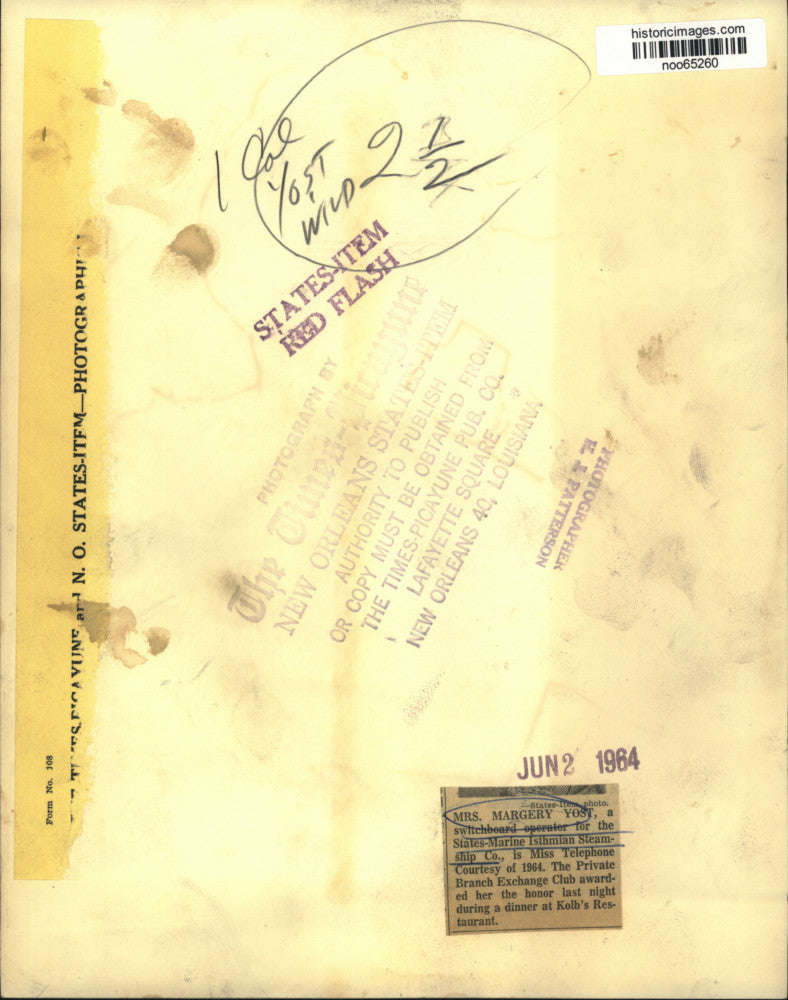 historicimages.com
noo65260
1 Col
YOST
WILD
2 1/2
STATES-ITEM
RED FLASH
PHOTOGRAPH BY
The Times-Picayune
NEW ORLEANS STATES-ITEM
AUTHORITY TO PUBLISH
OR COPY MUST BE OBTAINED FROM
THE TIMES-PICAYUNE PUB. CO.
LAFAYETTE SQUARE
NEW ORLEANS 40, LOUISIANA
PHOTOGRAPHER
H. J. PATTERSON
TIMES-PICAYUNE and N. O. STATES-ITEM—PHOTOGRAPH
Form No. 108
JUN 2 1964
—States-Item photo.
MRS. MARGERY YOST, a
switchboard operator for the
States-Marine Isthmian Steam-
ship Co., is Miss Telephone
Courtesy of 1964. The Private
Branch Exchange Club award-
ed her the honor last night
during a dinner at Kolb's Res-
taurant.